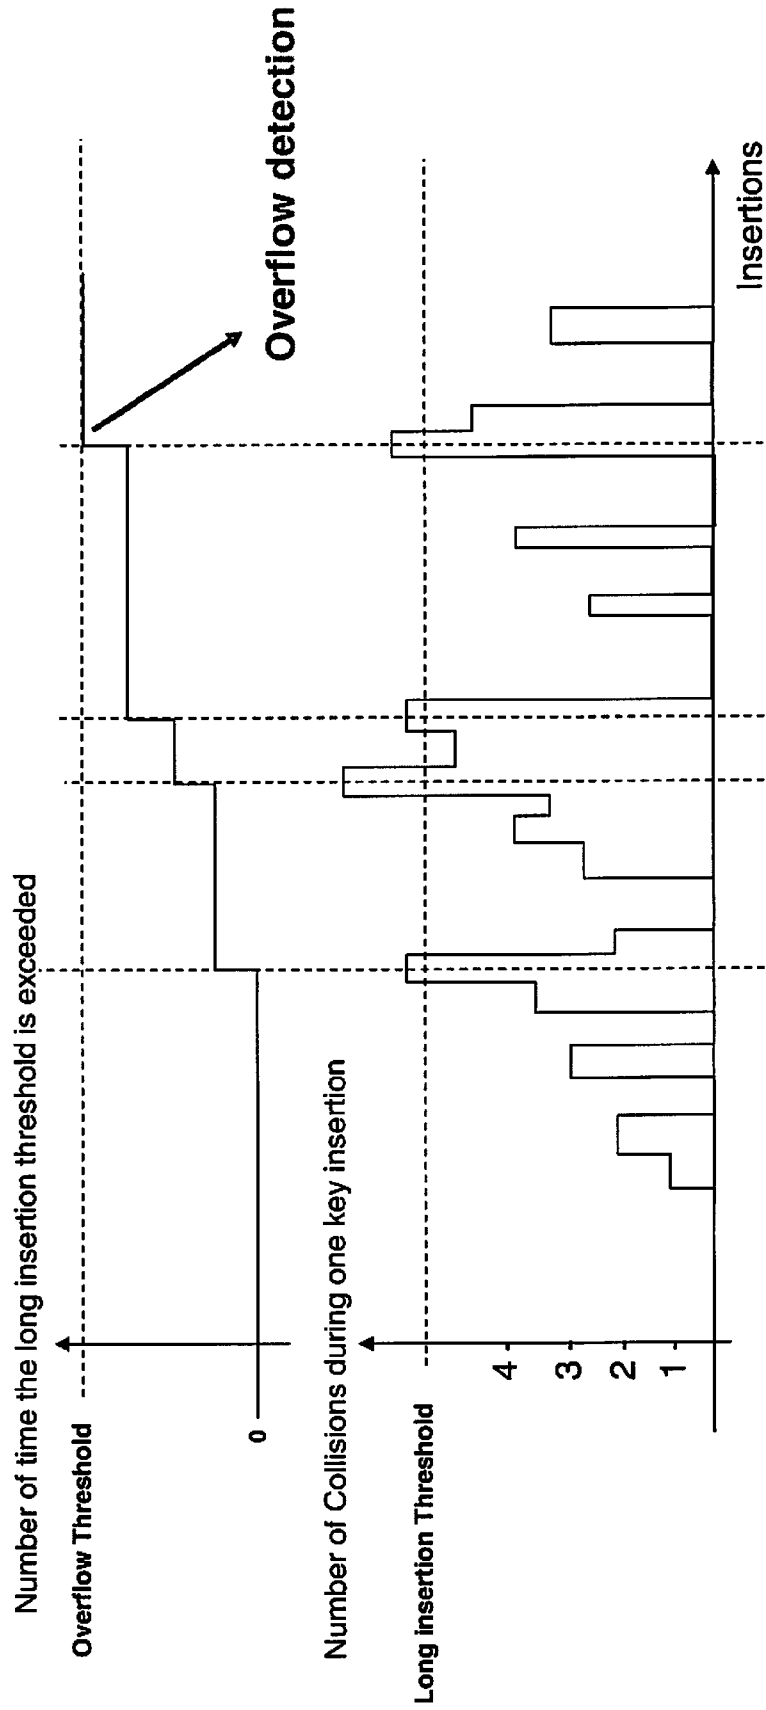 Number of time the long insertion threshold is exceeded
Overflow Threshold
0
Overflow detection
Number of Collisions during one key insertion
Long insertion Threshold
4
3
2
1
Insertions